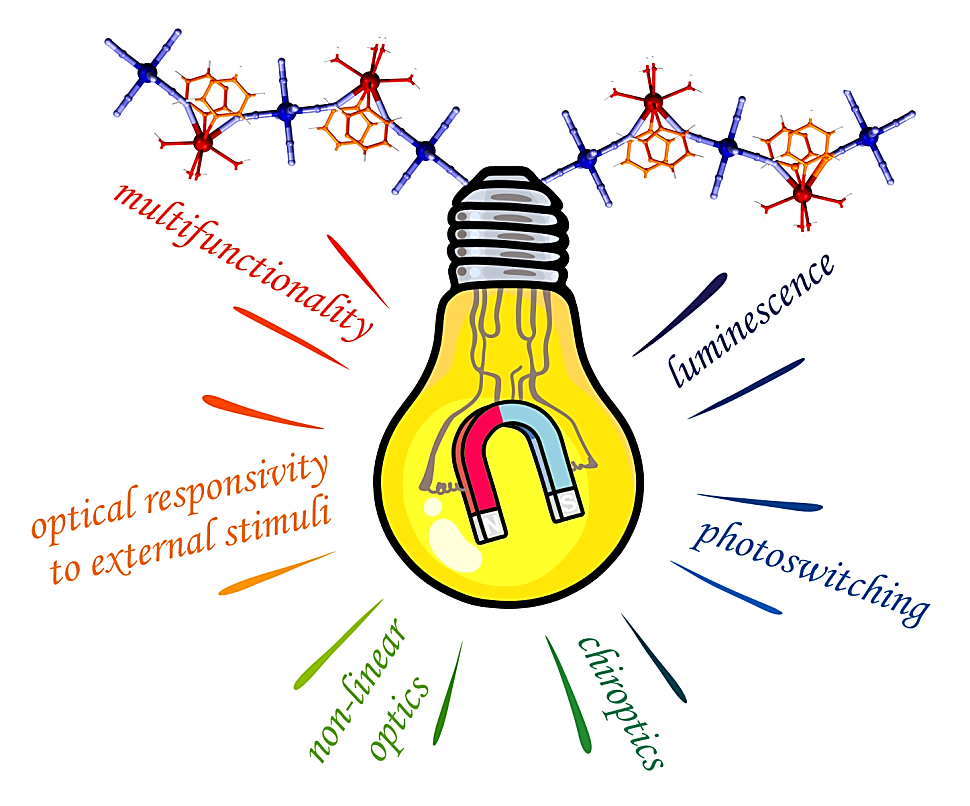 multifunctionality
luminescence
optical responsivity
to external stimuli
photoswitching
non-linear
optics
chiroptics
N
S